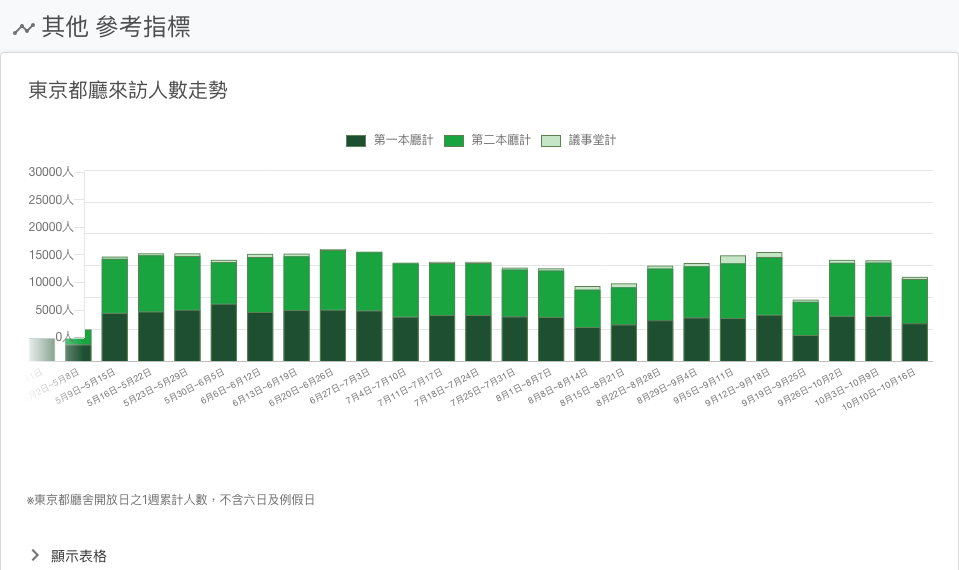 其他 參考指標
東京都廳來訪人數走勢
第一本廳計 第二本廳計 議事堂計
30000人
25000人
20000人
15000人
10000人
5000人
0人
5月9日~5月15日
5月16日~5月22日
5月23日~5月29日
5月30日~6月5日
6月6日~6月12日
6月13日~6月19日
6月20日~6月26日
6月27日~7月3日
7月4日~7月10日
7月11日~7月17日
7月18日~7月24日
7月25日~7月31日
8月1日~8月7日
8月8日~8月14日
8月15日~8月21日
8月22日~8月28日
8月29日~9月4日
9月5日~9月11日
9月12日~9月18日
9月19日~9月25日
9月26日~10月2日
10月3日~10月9日
10月10日~10月16日
※東京都廳舍開放日之1週累計人數，不含六日及例假日
顯示表格